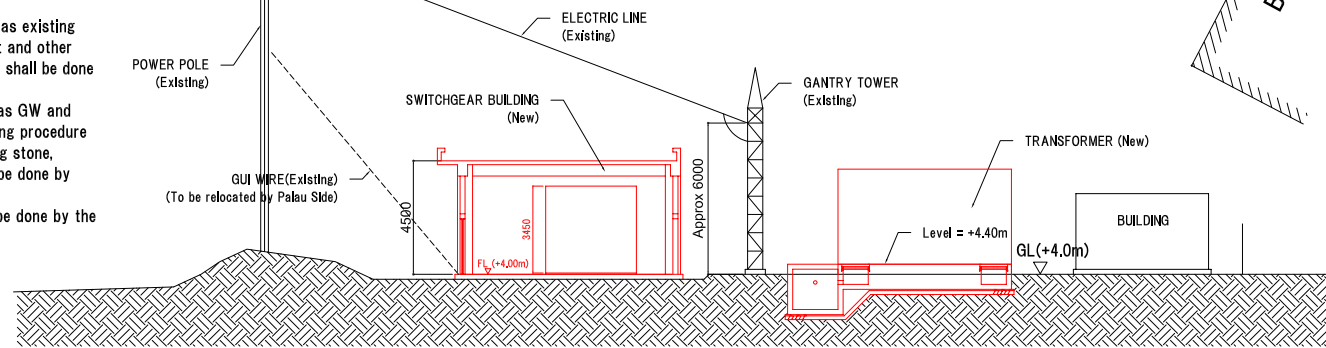 as existing
and other
shall be done
as GW and
ng procedure
g stone,
be done by
be done by the
POWER POLE
(Existing)
ELECTRIC LINE
(Existing)
SWITCHGEAR BUILDING
(New)
GANTRY TOWER
(Existing)
TRANSFORMER (New)
GUI WIRE(Existing)
(To be relocated by Palau Side)
4500
3450
FL (+4.00m)
Approx 6000
Level = +4.40m
GL(+4.0m)
BUILDING